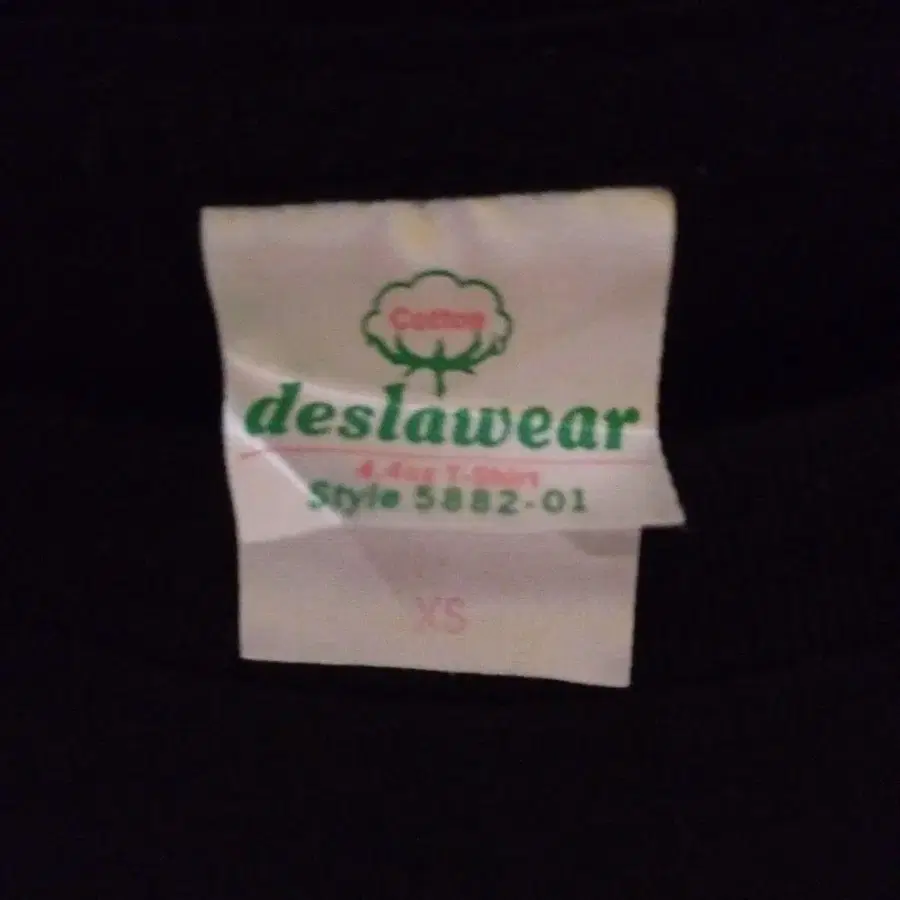 Cotton
deslawear
4.4oz T-Shirt
Style 5882-01
XS